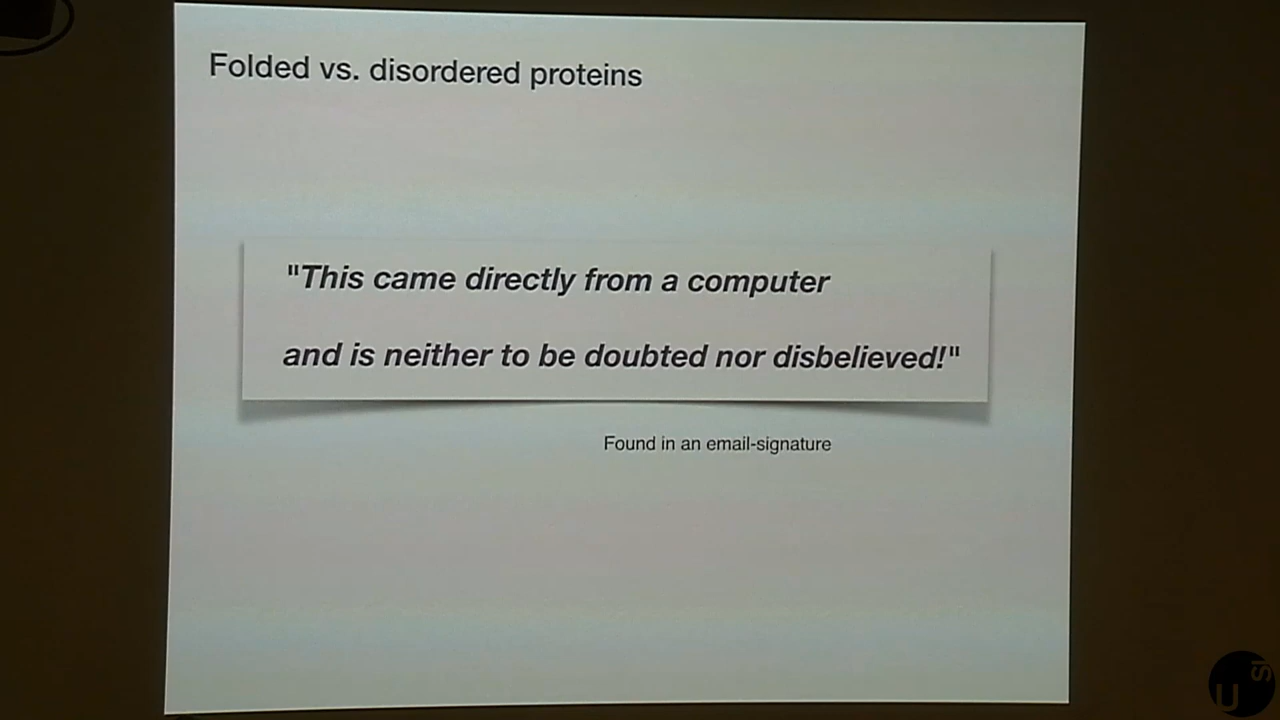 Folded vs. disordered proteins
"This came directly from a computer
and is neither to be doubted nor disbelieved!"
Found in an email-signature
U
SI